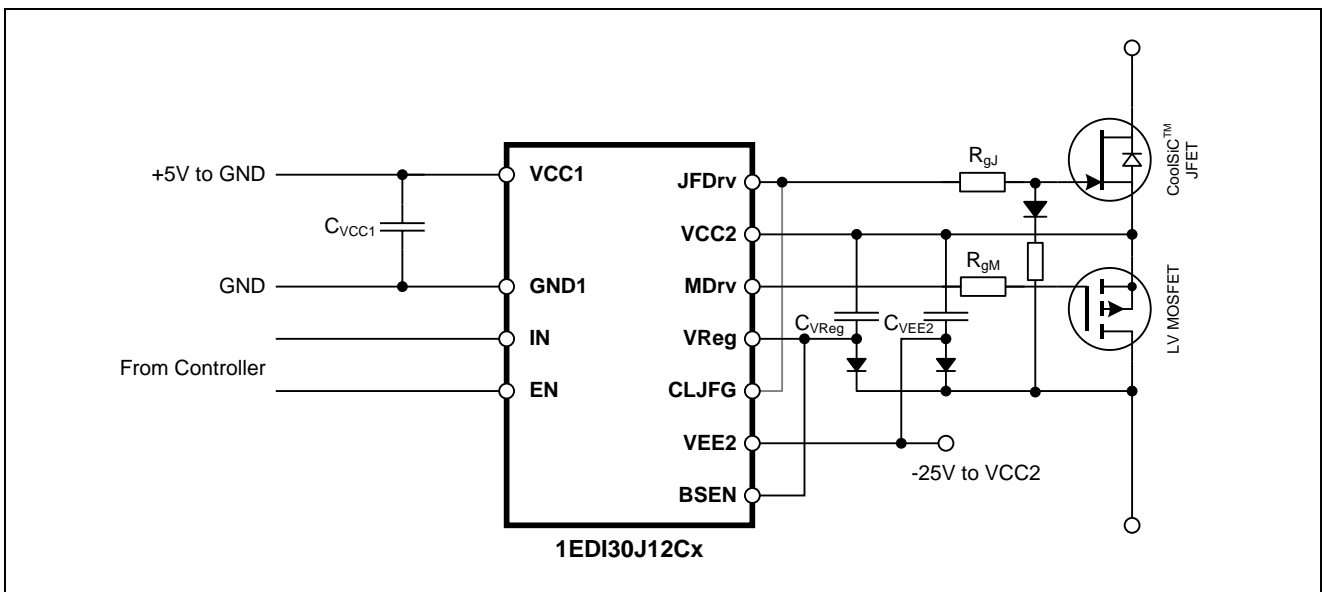 +5V to GND
CVCC1
GND
From Controller
VCC1
GND1
IN
EN
JFDrv
VCC2
MDrv
VReg
CLJFG
VEE2
BSEN
1EDI30J12Cx
RgJ
RgM
CVReg
CVEE2
-25V to VCC2
CoolSiC™
JFET
LV MOSFET